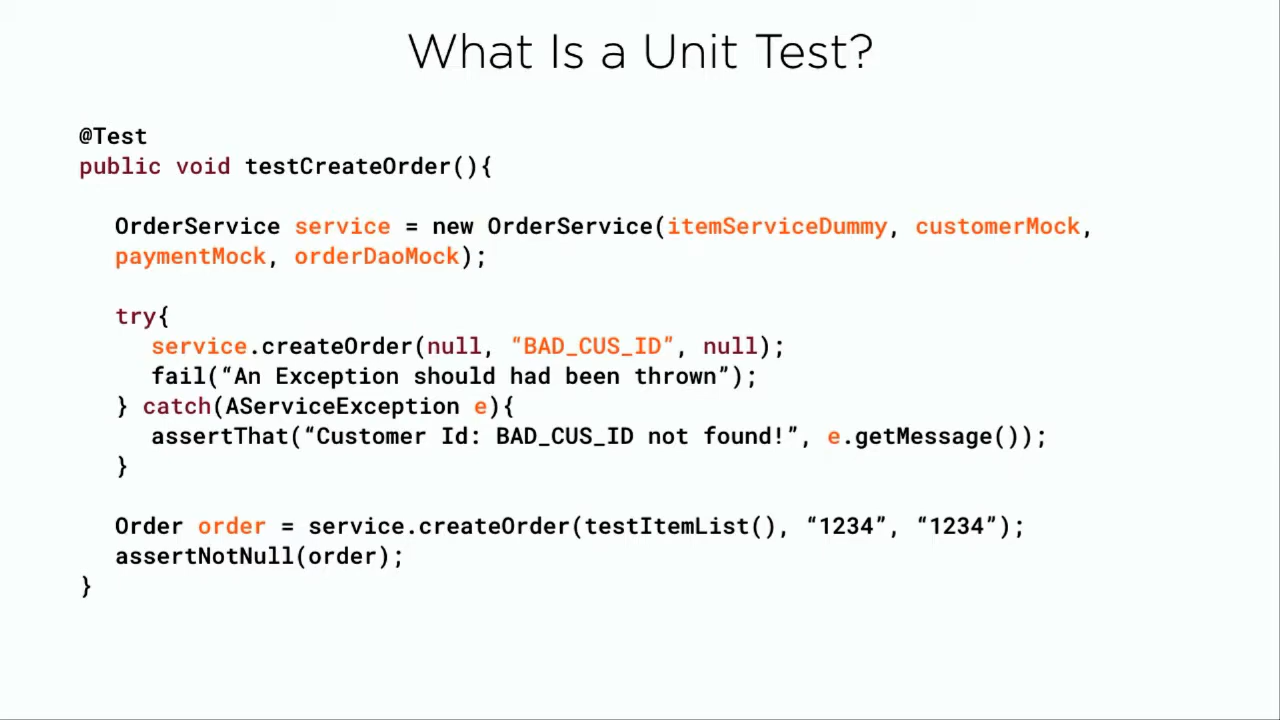 What Is a Unit Test?
@Test
public void testCreateOrder(){
OrderService service = new OrderService(itemServiceDummy, customerMock,
paymentMock, orderDaoMock);
try{
service.createOrder(null, “BAD_CUS_ID”, null);
fail(“An Exception should had been thrown”);
} catch(AServiceException e){
assertThat(“Customer Id: BAD_CUS_ID not found!”, e.getMessage());
}
Order order = service.createOrder(testItemList(), “1234”, “1234”);
assertNotNull(order);
}